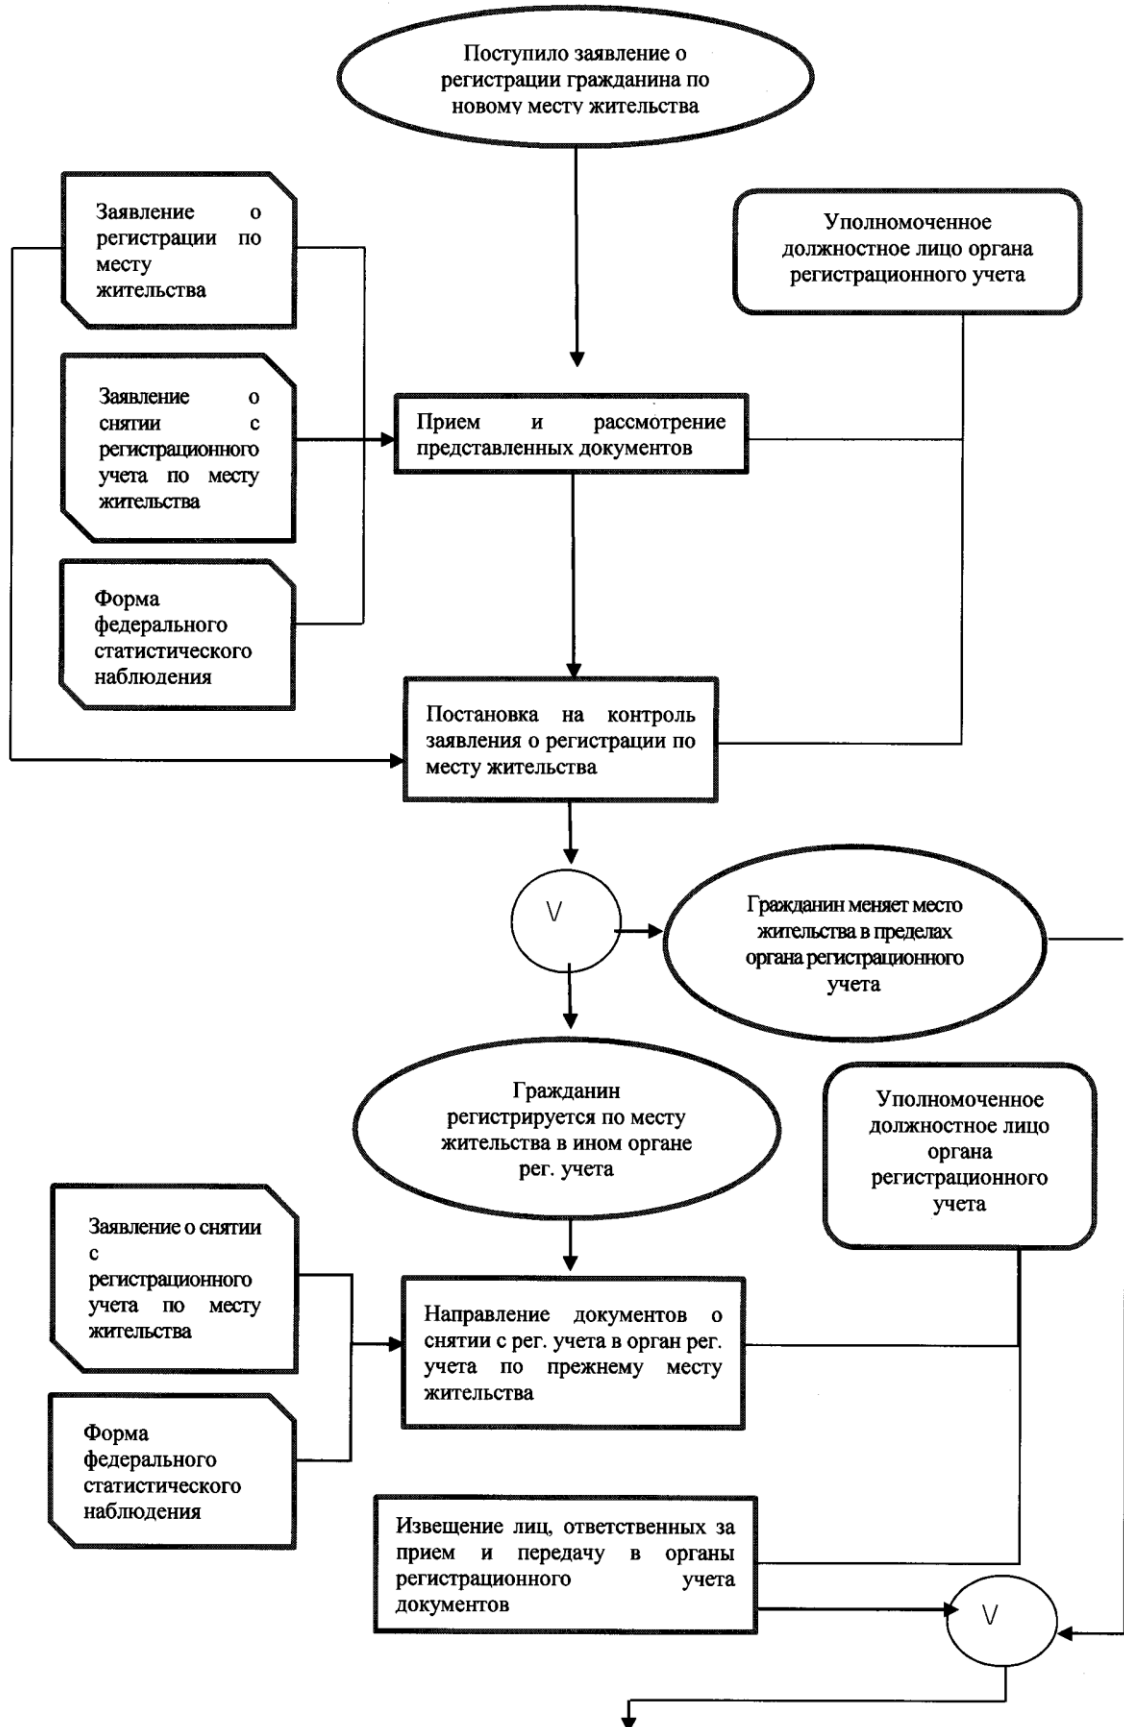 Поступило заявление о
регистрации гражданина по
новому месту жительства
Заявление о
регистрации по
месту
жительства
Уполномоченное
должностное лицо органа
регистрационного учета
Заявление о
снятии с
регистрационного
учета по месту
жительства
Прием и рассмотрение
представленных документов
Форма
федерального
статистического
наблюдения
Постановка на контроль
заявления о регистрации по
месту жительства
V
Гражданин меняет место
жительства в пределах
органа регистрационного
учета
Гражданин
регистрируется по месту
жительства в ином органе
рег. учета
Уполномоченное
должностное лицо
органа
регистрационного
учета
Заявление о снятии
с
регистрационного
учета по месту
жительства
Направление документов о
снятии с рег. учета в орган рег.
учета по прежнему месту
жительства
Форма
федерального
статистического
наблюдения
Извещение лиц, ответственных за
прием и передачу в органы
регистрационного учета
документов
V